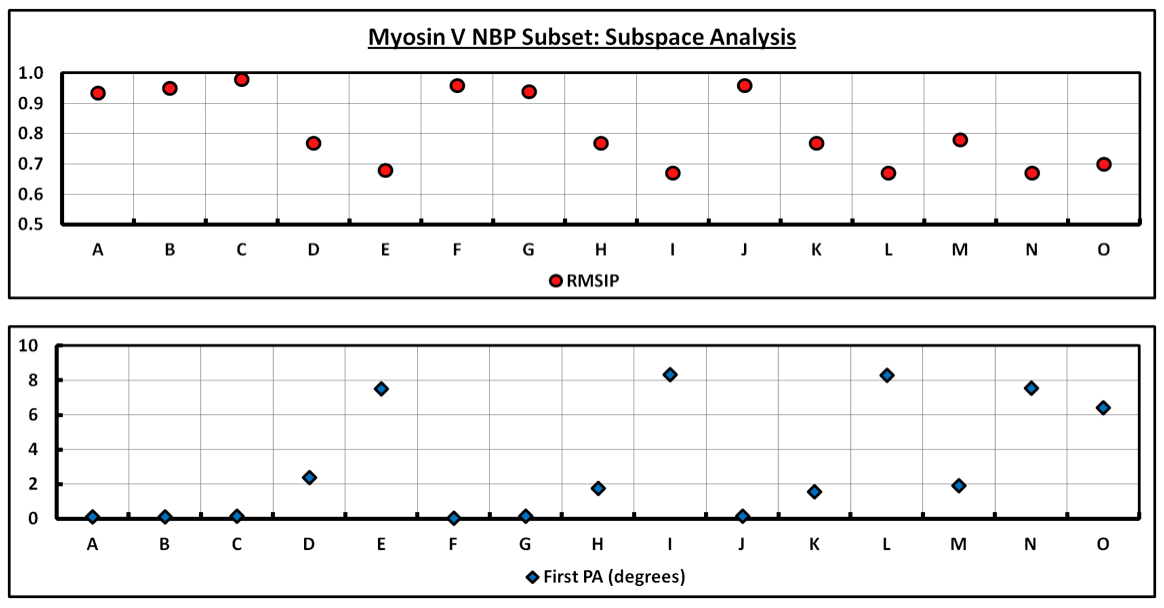 Myosin V NBP Subset: Subspace Analysis
1.0
0.9
0.8
0.7
0.6
0.5
A B C D E F G H I J K L M N O
RMSIP
10
8
6
4
2
0
A B C D E F G H I J K L M N O
First PA (degrees)